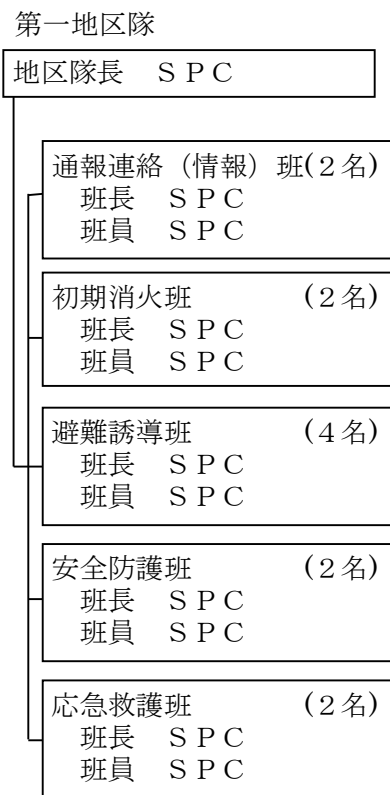 第一地区隊
地区隊長　ＳＰＣ
通報連絡（情報）班(２名)
班長　ＳＰＣ
班員　ＳＰＣ
初期消火班　(２名)
班長　ＳＰＣ
班員　ＳＰＣ
避難誘導班　(４名)
班長　ＳＰＣ
班員　ＳＰＣ
安全防護班　(２名)
班長　ＳＰＣ
班員　ＳＰＣ
応急救護班　(２名)
班長　ＳＰＣ
班員　ＳＰＣ